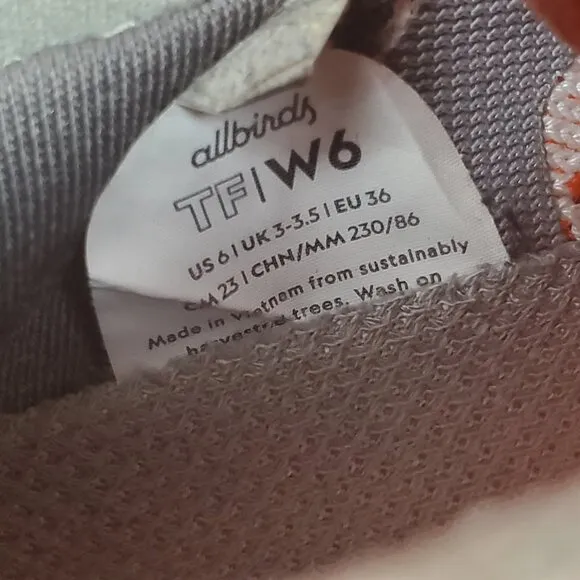 allbirds
TF|W6
US 6 | UK 3-3.5 | EU 36
CM 23 | CHN/MM 230/86
Made in Vietnam from sustainably
harvested trees. Wash on